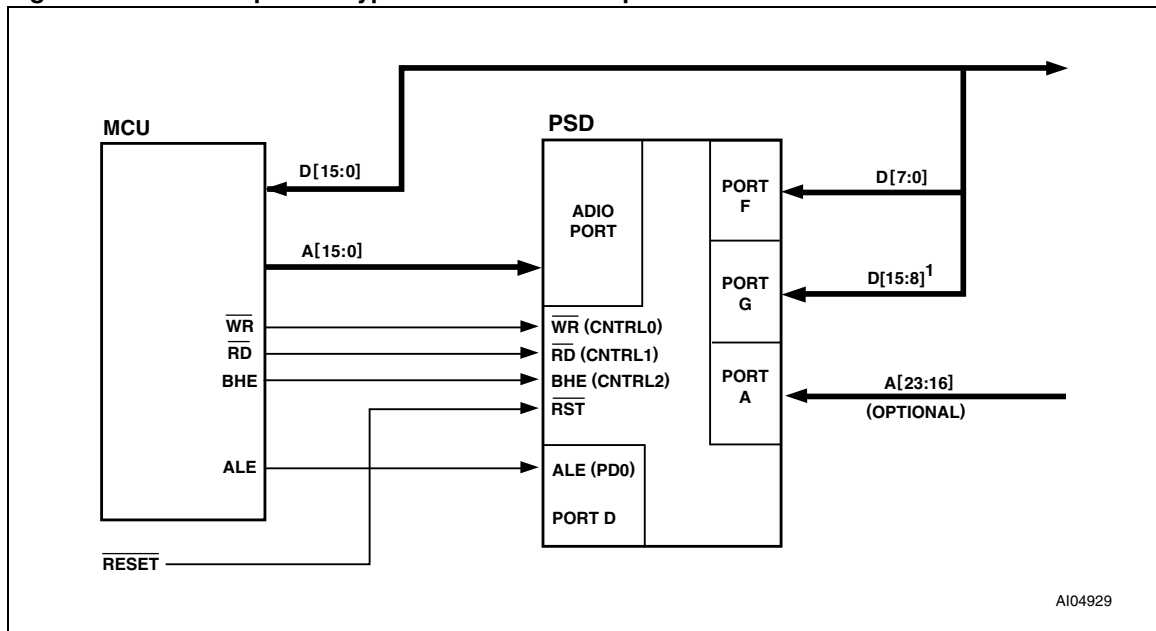 MCU
PSD
D[15:0]
A[15:0]
WR
RD
BHE
ALE
RESET
ADIO
PORT
WR (CNTRL0)
RD (CNTRL1)
BHE (CNTRL2)
RST
ALE (PD0)
PORT D
PORT
F
PORT
G
PORT
A
D[7:0]
D[15:8]1
A[23:16]
(OPTIONAL)
AI04929